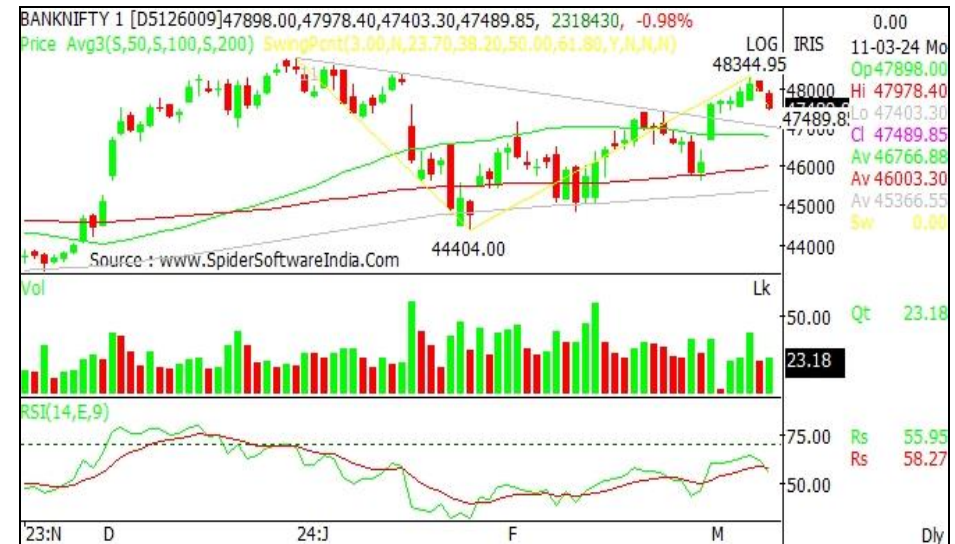 BANKNIFTY 1 [D5126009]47898.00,47978.40,47403.30,47489.85, 2318430, -0.98%
Price Avg3(S,50,S,100,S,200) SwingPcnt(3.00,N,23.70,38.20,50.00,61.80,Y,N,N,N)
LOG
IRIS
0.00
11-03-24 Mo
Op47898.00
Hi 47978.40
Lo 47403.30
Cl 47489.85
Av 46766.88
Av 46003.30
Av 45366.55
Sw 0.00
48344.95
48000
47489.85
47000
46000
45000
44000
44404.00
Source : www.SpiderSoftwareIndia.Com
Vol
Lk
50.00
23.18
Qt 23.18
RSI(14,E,9)
75.00
50.00
Rs 55.95
Rs 58.27
23:N D 24:J F M Dly